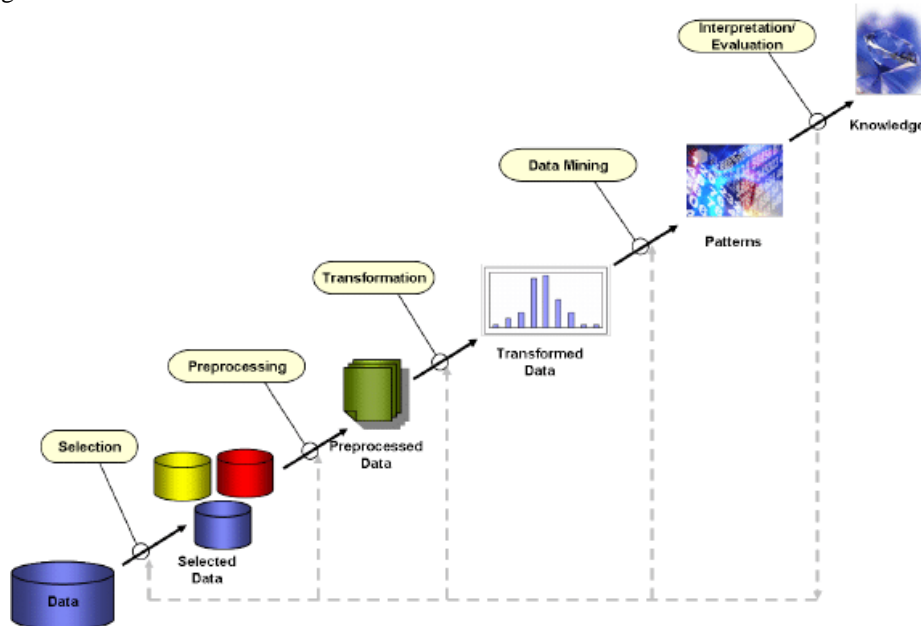 Interpretation/
Evaluation
Knowledge
Data Mining
Patterns
Transformation
Transformed
Data
Preprocessing
Preprocessed
Data
Selection
Selected
Data
Data